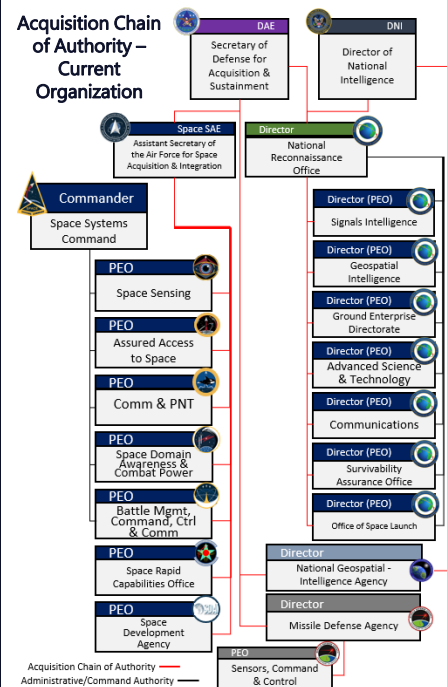 Acquisition Chain
of Authority –
Current
Organization
DAE
Secretary of
Defense for
Acquisition &
Sustainment
DNI
Director of
National
Intelligence
Space SAE
Assistant Secretary of
the Air Force for Space
Acquisition & Integration
Director
National
Reconnaissance
Office
Commander
Space Systems
Command
PEO
Space Sensing
PEO
Assured Access
to Space
PEO
Comm & PNT
PEO
Space Domain
Awareness &
Combat Power
PEO
Battle Mgmt,
Command, Ctrl
& Comm
PEO
Space Rapid
Capabilities Office
PEO
Space
Development
Agency
Director (PEO)
Signals Intelligence
Director (PEO)
Geospatial
Intelligence
Director (PEO)
Ground Enterprise
Directorate
Director (PEO)
Advanced Science
& Technology
Director (PEO)
Communications
Director (PEO)
Survivability
Assurance Office
Director (PEO)
Office of Space Launch
Director
National Geospatial -
Intelligence Agency
Director
Missile Defense Agency
PEO
Sensors, Command
& Control
Acquisition Chain of Authority
Administrative/Command Authority